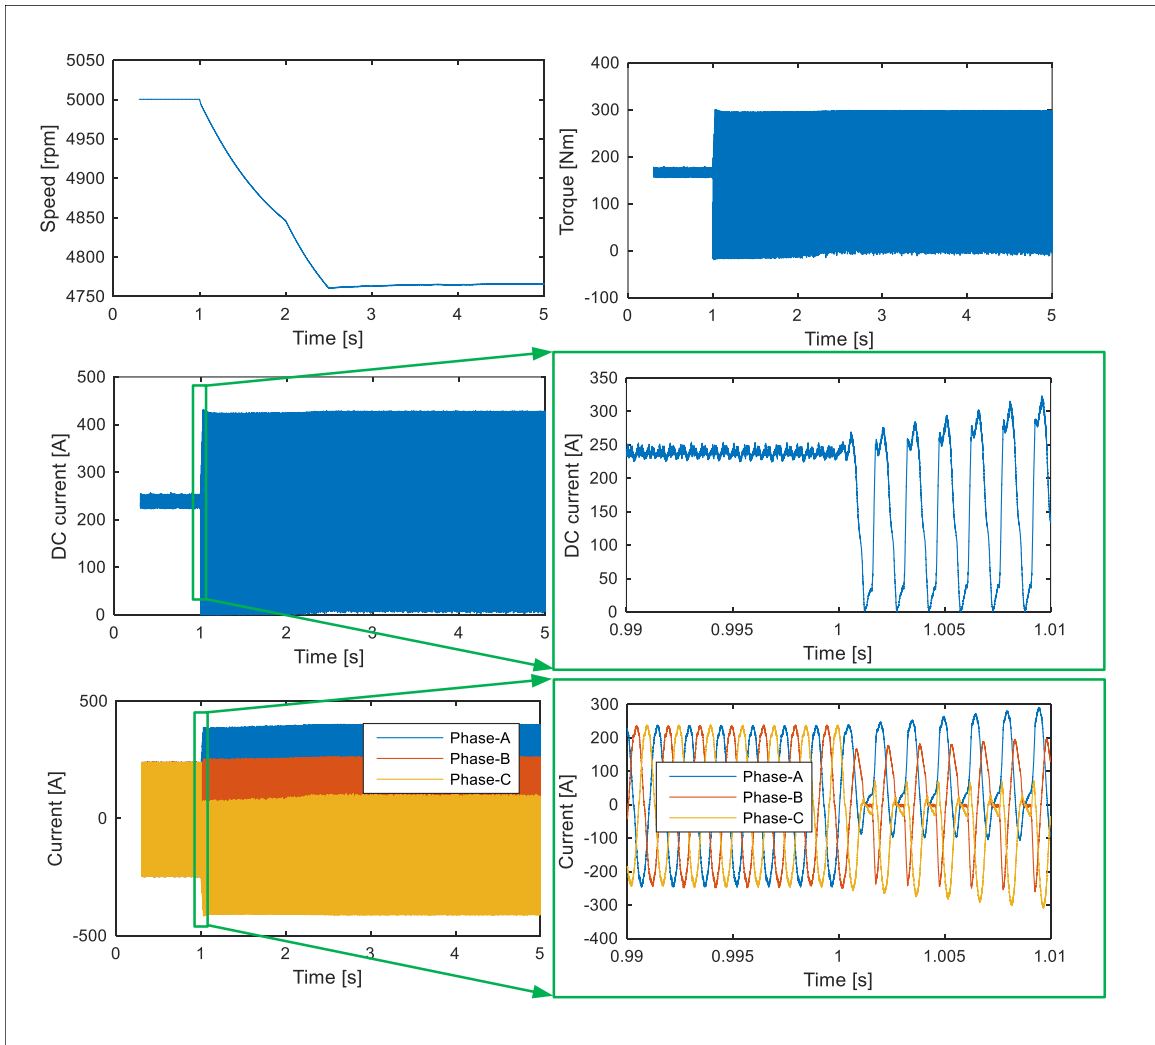 5050
5000
4950
4900
4850
4800
4750
Speed [rpm]
0 1 2 3 4 5
Time [s]
400
300
200
100
0
-100
Torque [Nm]
0 1 2 3 4 5
Time [s]
500
400
300
200
100
0
DC current [A]
0 1 2 3 4 5
Time [s]
350
300
250
200
150
100
50
0
DC current [A]
0.99 0.995 1 1.005 1.01
Time [s]
500
0
-500
Current [A]
Phase-A
Phase-B
Phase-C
0 1 2 3 4 5
Time [s]
300
200
100
0
-100
-200
-300
-400
Current [A]
Phase-A
Phase-B
Phase-C
0.99 0.995 1 1.005 1.01
Time [s]